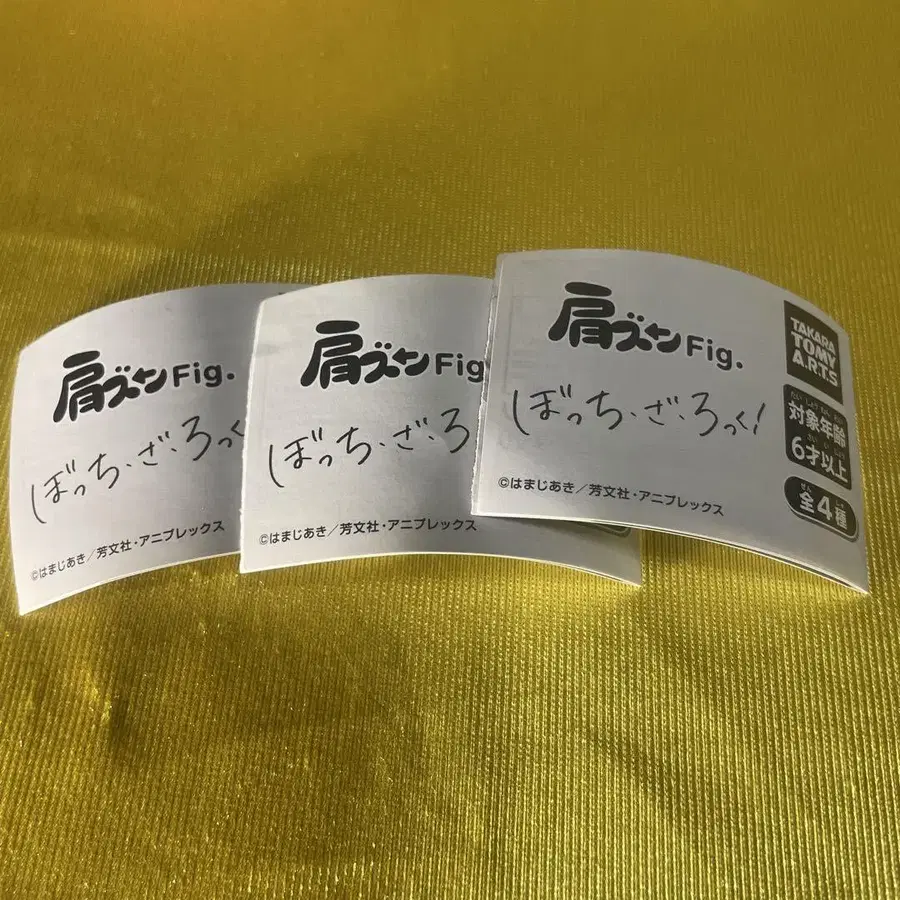 肩ズンFig.
ぼっち・ざ・ろっく
©はまじあき/芳文社・アニプレックス
肩ズンFig
ぼっち・ざ・ろ
©はまじあき/芳文社・アニプレックス
肩ズンFig.
ぼっち・ざ・ろっく!
©はまじあき/芳文社・アニプレックス
TAKARA
TOMY
A.R.T.S
対象年齢
6才以上
全4種